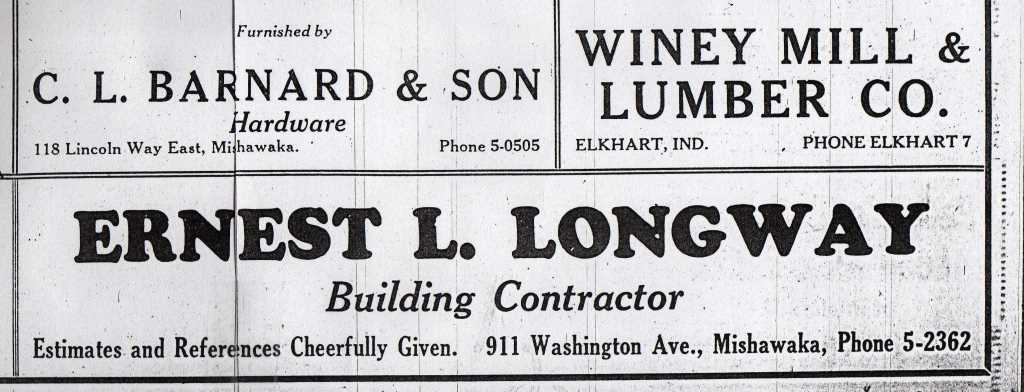 Furnished by
C. L. BARNARD & SON
Hardware
118 Lincoln Way East, Mishawaka. Phone 5-0505
WINEY MILL &
LUMBER CO.
ELKHART, IND. PHONE ELKHART 7
ERNEST L. LONGWAY
Building Contractor
Estimates and References Cheerfully Given. 911 Washington Ave., Mishawaka, Phone 5-2362